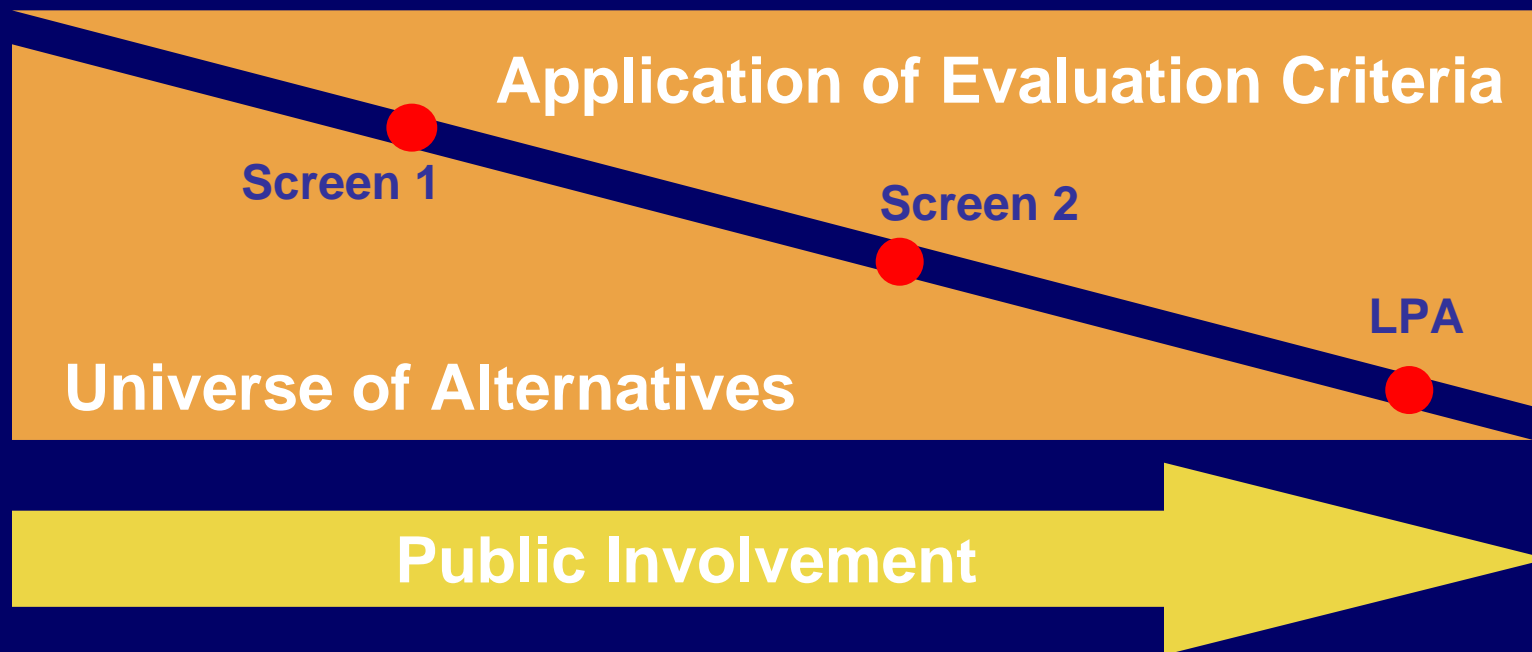 Application of Evaluation Criteria
Screen 1
Screen 2
LPA
Universe of Alternatives
Public Involvement